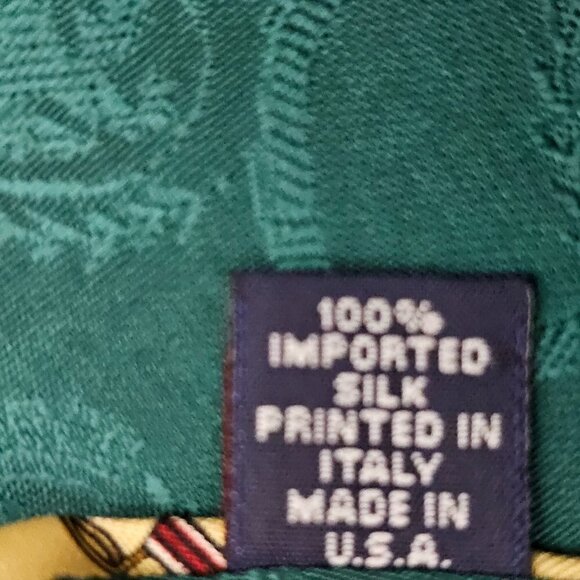 100%
IMPORTED
SILK
PRINTED IN
ITALY
MADE IN
U.S.A.